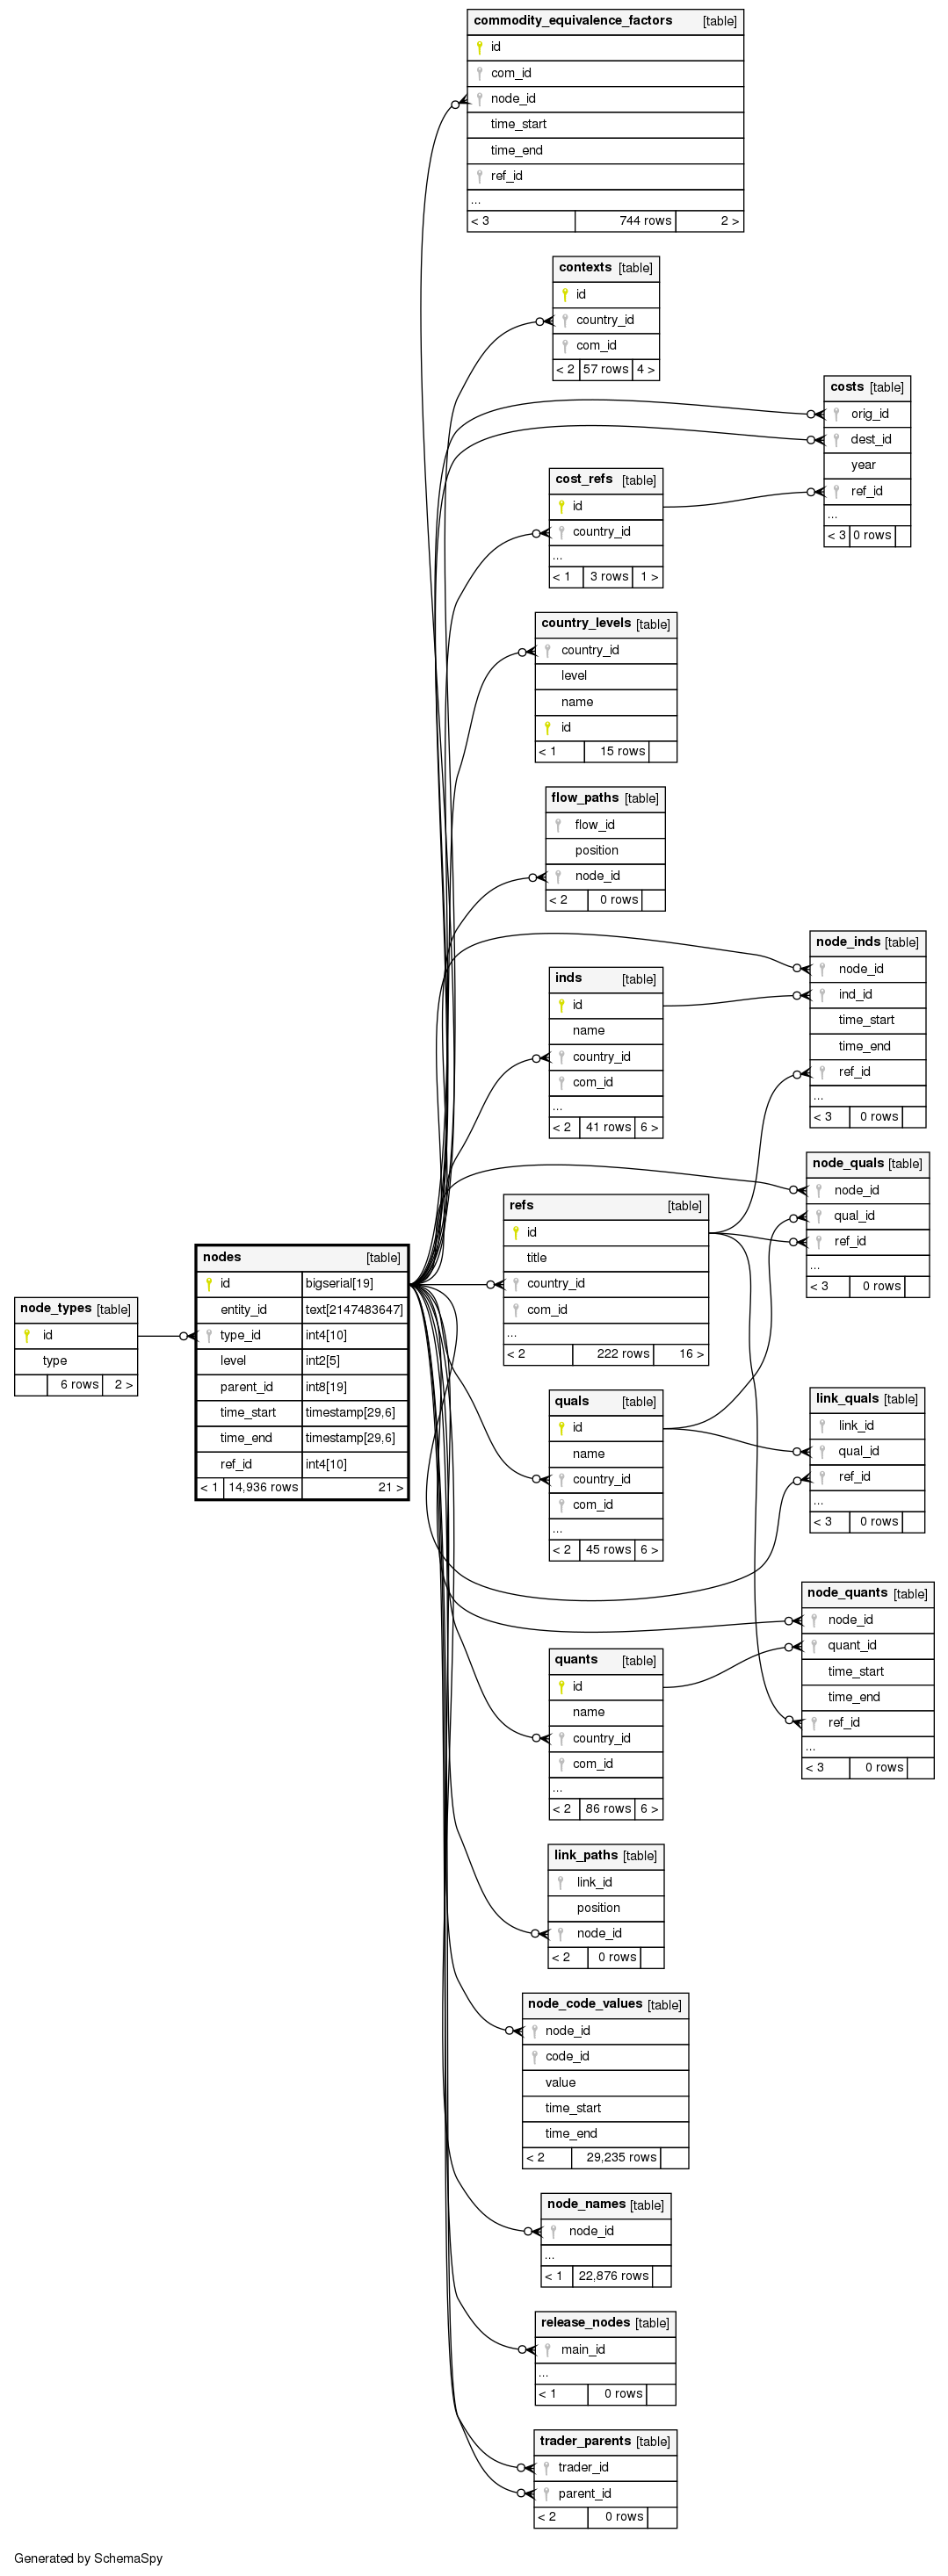 commodity_equivalence_factors [table]
id
com_id
node_id
time_start
time_end
ref_id
...
< 3 744 rows 2 >
contexts [table]
id
country_id
com_id
< 2 57 rows 4 >
costs [table]
orig_id
dest_id
year
ref_id
...
< 3 0 rows
cost_refs [table]
id
country_id
...
< 1 3 rows 1 >
country_levels [table]
country_id
level
name
id
< 1 15 rows
flow_paths [table]
flow_id
position
node_id
< 2 0 rows
node_inds [table]
node_id
ind_id
time_start
time_end
ref_id
...
< 3 0 rows
inds [table]
id
name
country_id
com_id
...
< 2 41 rows 6 >
node_quals [table]
node_id
qual_id
ref_id
...
< 3 0 rows
refs [table]
id
title
country_id
com_id
...
< 2 222 rows 16 >
nodes [table]
id bigserial[19]
entity_id text[2147483647]
type_id int4[10]
level int2[5]
parent_id int8[19]
time_start timestamp[29,6]
time_end timestamp[29,6]
ref_id int4[10]
< 1 14,936 rows 21 >
node_types [table]
id
type
6 rows 2 >
quals [table]
id
name
country_id
com_id
...
< 2 45 rows 6 >
link_quals [table]
link_id
qual_id
ref_id
...
< 3 0 rows
node_quants [table]
node_id
quant_id
time_start
time_end
ref_id
...
< 3 0 rows
quants [table]
id
name
country_id
com_id
...
< 2 86 rows 6 >
link_paths [table]
link_id
position
node_id
< 2 0 rows
node_code_values [table]
node_id
code_id
value
time_start
time_end
< 2 29,235 rows
node_names [table]
node_id
...
< 1 22,876 rows
release_nodes [table]
main_id
...
< 1 0 rows
trader_parents [table]
trader_id
parent_id
< 2 0 rows
Generated by SchemaSpy